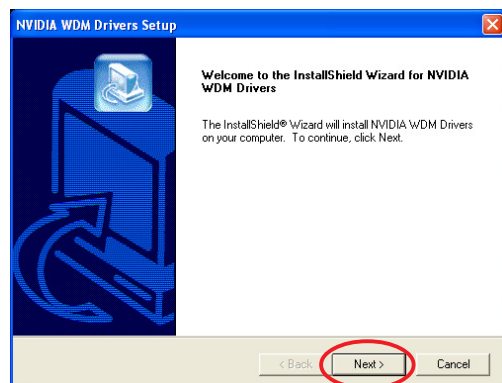 NVIDIA WDM Drivers Setup
Welcome to the InstallShield Wizard for NVIDIA
WDM Drivers
The InstallShield® Wizard will install NVIDIA WDM Drivers
on your computer. To continue, click Next.
< Back
Next >
Cancel